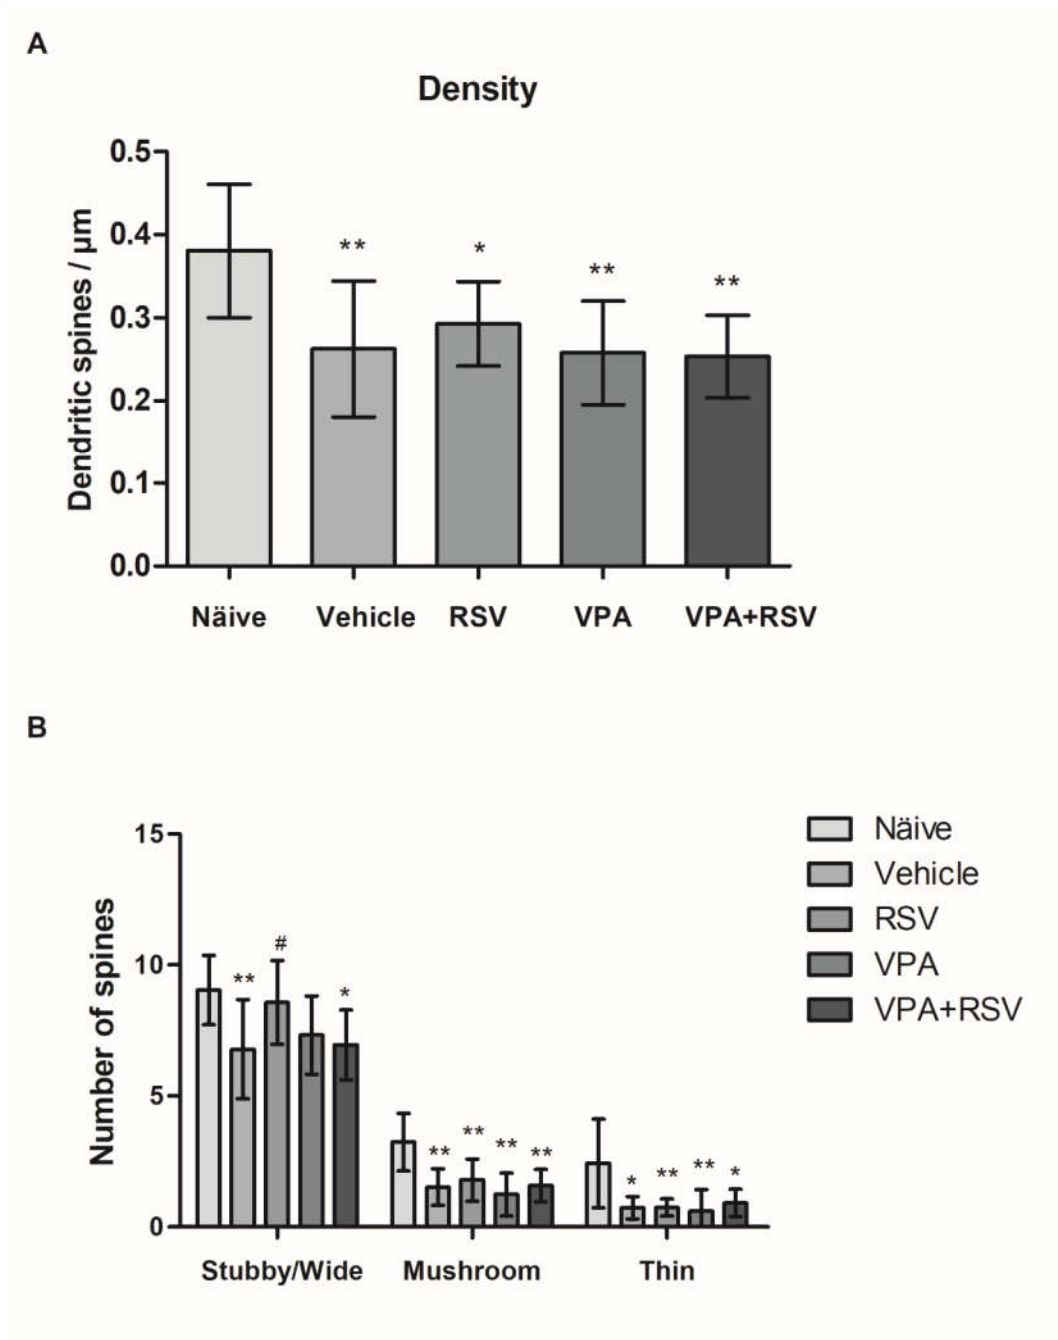 A
Density
Dendritic spines / µm
0.5
0.4
0.3
0.2
0.1
0.0
**
*
**
**
Näive
Vehicle
RSV
VPA
VPA+RSV
B
Number of spines
15
10
5
0
**
#
*
**
**
**
**
*
**
**
*
Stubby/Wide
Mushroom
Thin
Näive
Vehicle
RSV
VPA
VPA+RSV